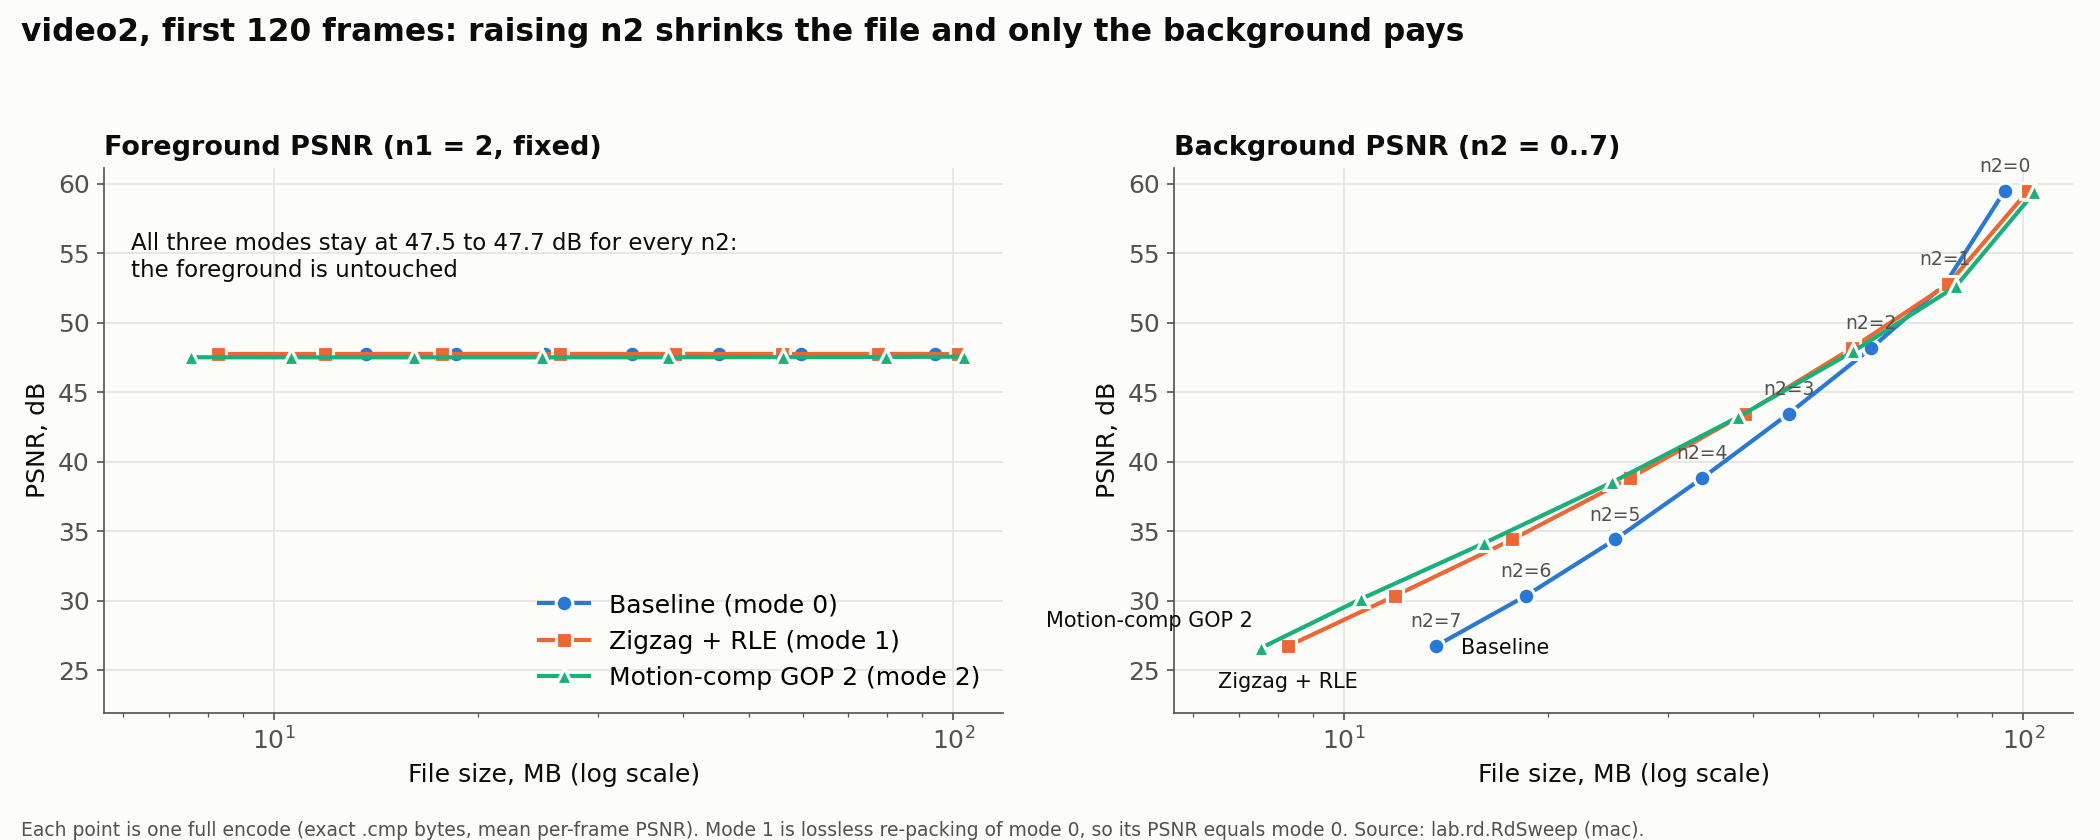 video2, first 120 frames: raising n2 shrinks the file and only the background pays
Foreground PSNR (n1 = 2, fixed)
60
55
50
45
40
35
30
25
PSNR, dB
All three modes stay at 47.5 to 47.7 dB for every n2:
the foreground is untouched
Baseline (mode 0)
Zigzag + RLE (mode 1)
Motion-comp GOP 2 (mode 2)
10¹
10²
File size, MB (log scale)
Background PSNR (n2 = 0..7)
60
55
50
45
40
35
30
25
PSNR, dB
n2=0
n2=1
n2=2
n2=3
n2=4
n2=5
n2=6
n2=7
Motion-comp GOP 2
Baseline
Zigzag + RLE
10¹
10²
File size, MB (log scale)
Each point is one full encode (exact .cmp bytes, mean per-frame PSNR). Mode 1 is lossless re-packing of mode 0, so its PSNR equals mode 0. Source: lab.rd.RdSweep (mac).